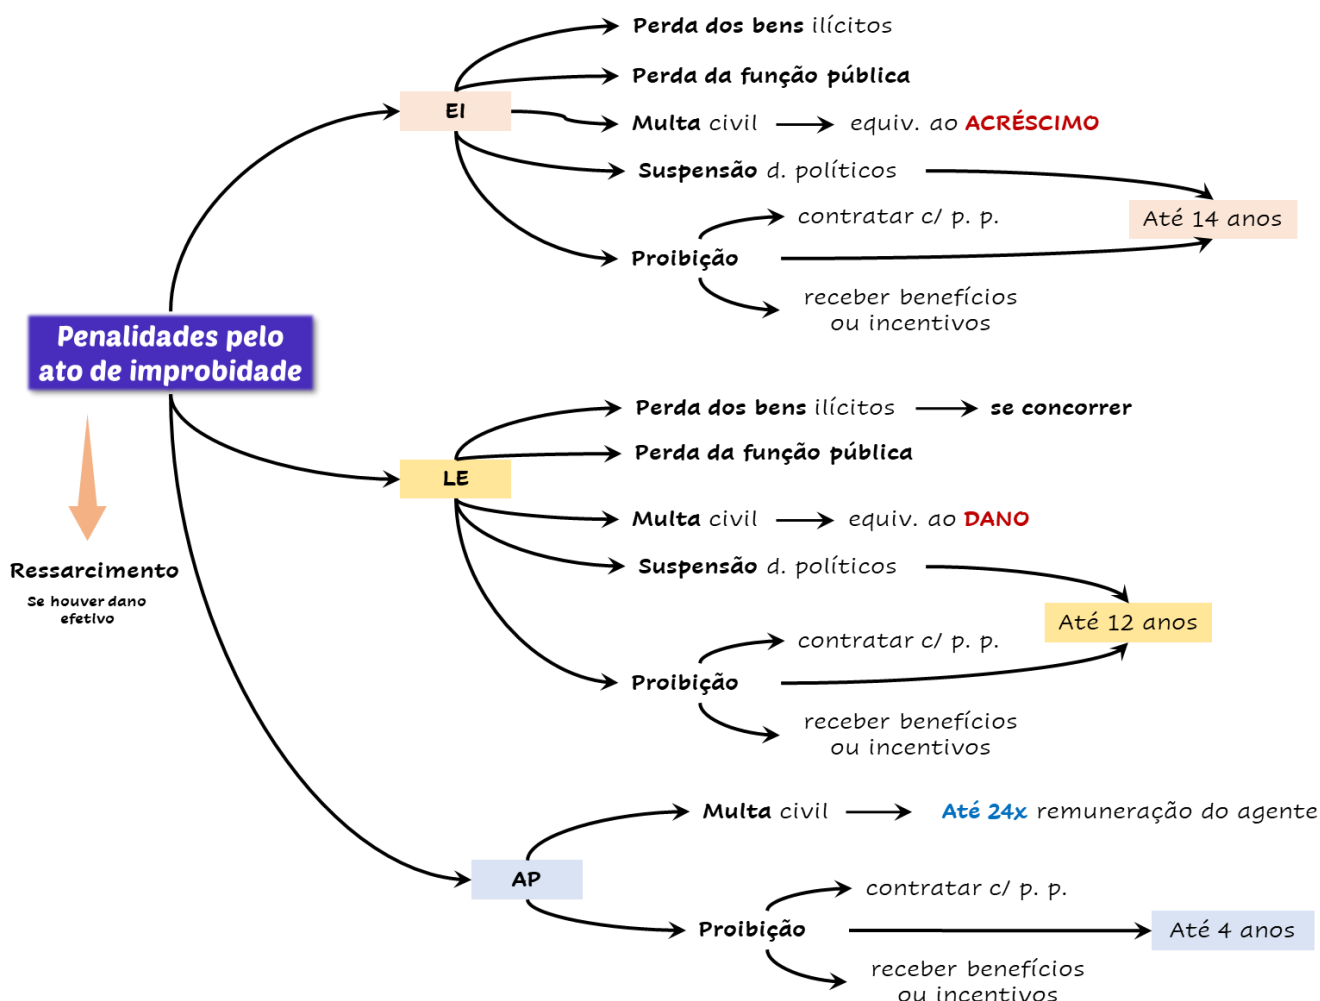 Penalidades pelo
ato de improbidade
Ressarcimento
Se houver dano
efetivo
EI
Perda dos bens ilícitos
Perda da função pública
Multa civil equiv. ao ACRÉSCIMO
Suspensão d. políticos
Proibição
contratar c/ p. p.
receber benefícios
ou incentivos
Até 14 anos
LE
Perda dos bens ilícitos se concorrer
Perda da função pública
Multa civil equiv. ao DANO
Suspensão d. políticos
Proibição
contratar c/ p. p.
receber benefícios
ou incentivos
Até 12 anos
AP
Multa civil Até 24x remuneração do agente
Proibição
contratar c/ p. p.
receber benefícios
ou incentivos
Até 4 anos